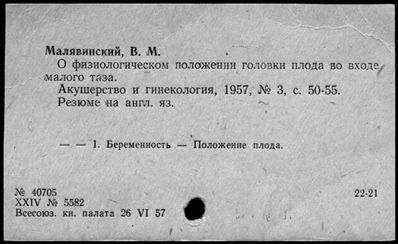 Малявинский, В. М.
О физиологическом положении головки плода во входе
малого таза.
Акушерство и гинекология, 1957, № 3, с. 50-55.
Резюме на англ. яз.
— — 1. Беременность — Положение плода.
№ 40705
22-21
XXIV № 5582
Всесоюз. кн. палата 26 VI 57